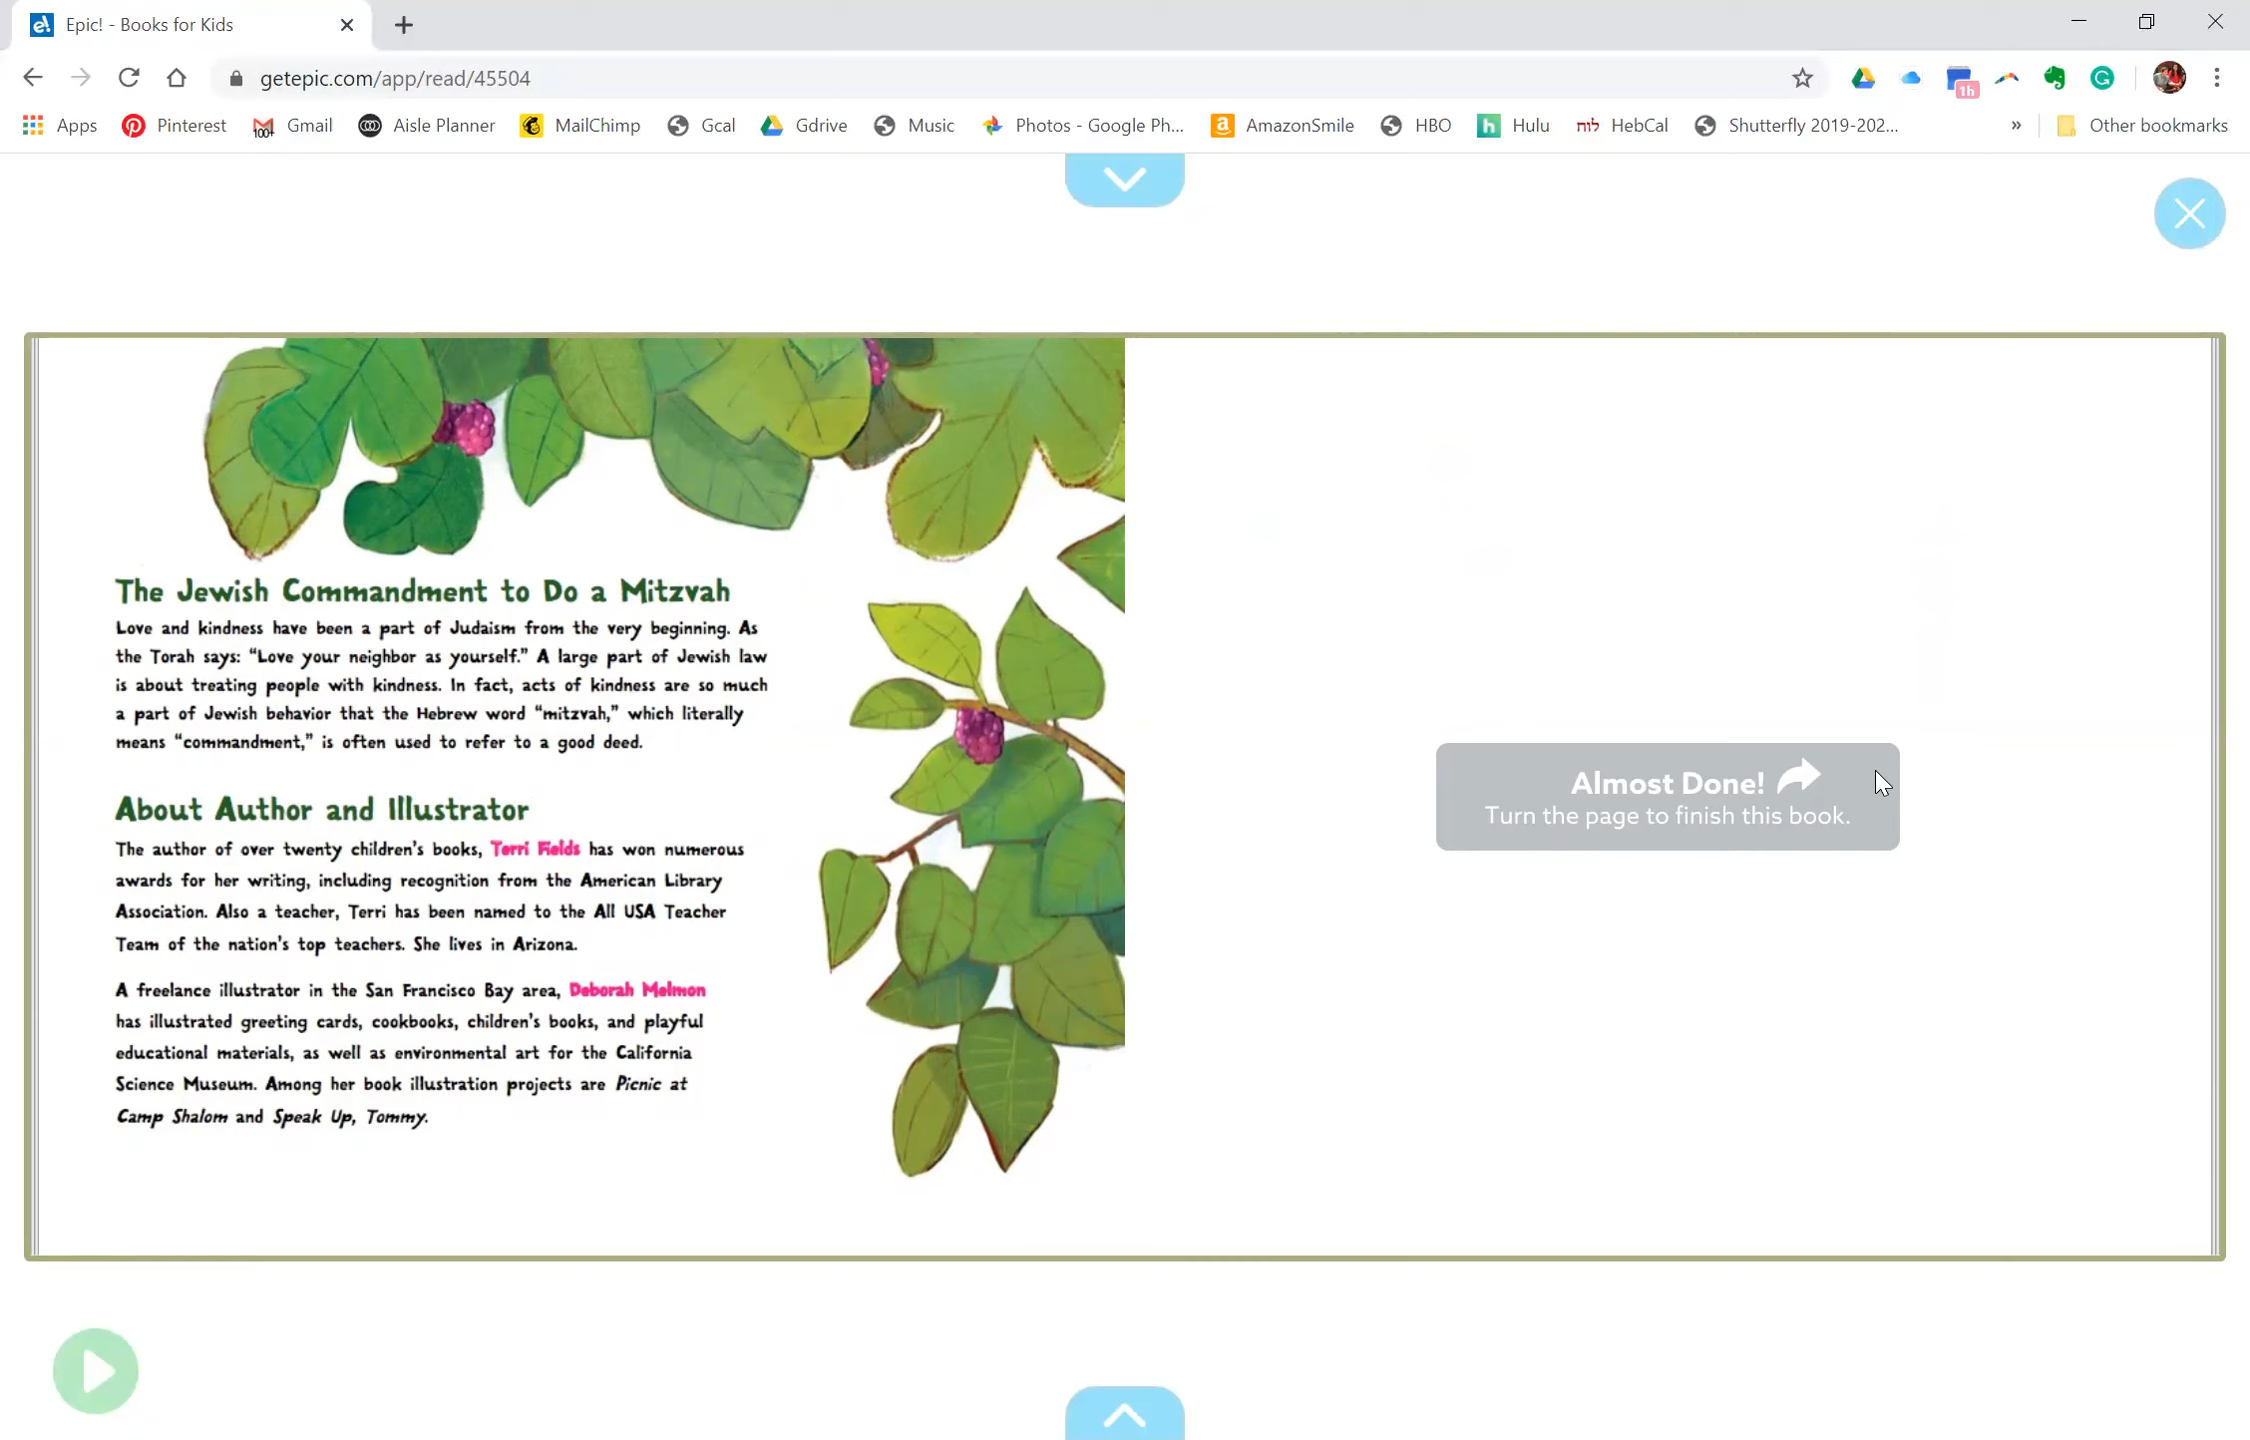 Epic! - Books for Kids
getepic.com/app/read/45504
1h
Apps Pinterest Gmail Aisle Planner MailChimp Gcal Gdrive Music Photos - Google Ph... AmazonSmile HBO Hulu לוח HebCal Shutterfly 2019-202... » Other bookmarks
The Jewish Commandment to Do a Mitzvah
Love and kindness have been a part of Judaism from the very beginning. As
the Torah says: “Love your neighbor as yourself.” A large part of Jewish law
is about treating people with kindness. In fact, acts of kindness are so much
a part of Jewish behavior that the Hebrew word “mitzvah,” which literally
means “commandment,” is often used to refer to a good deed.
About Author and Illustrator
The author of over twenty children’s books, Terri Fields has won numerous
awards for her writing, including recognition from the American Library
Association. Also a teacher, Terri has been named to the All USA Teacher
Team of the nation’s top teachers. She lives in Arizona.
A freelance illustrator in the San Francisco Bay area, Deborah Melmon
has illustrated greeting cards, cookbooks, children’s books, and playful
educational materials, as well as environmental art for the California
Science Museum. Among her book illustration projects are Picnic at
Camp Shalom and Speak Up, Tommy.
Almost Done!
Turn the page to finish this book.